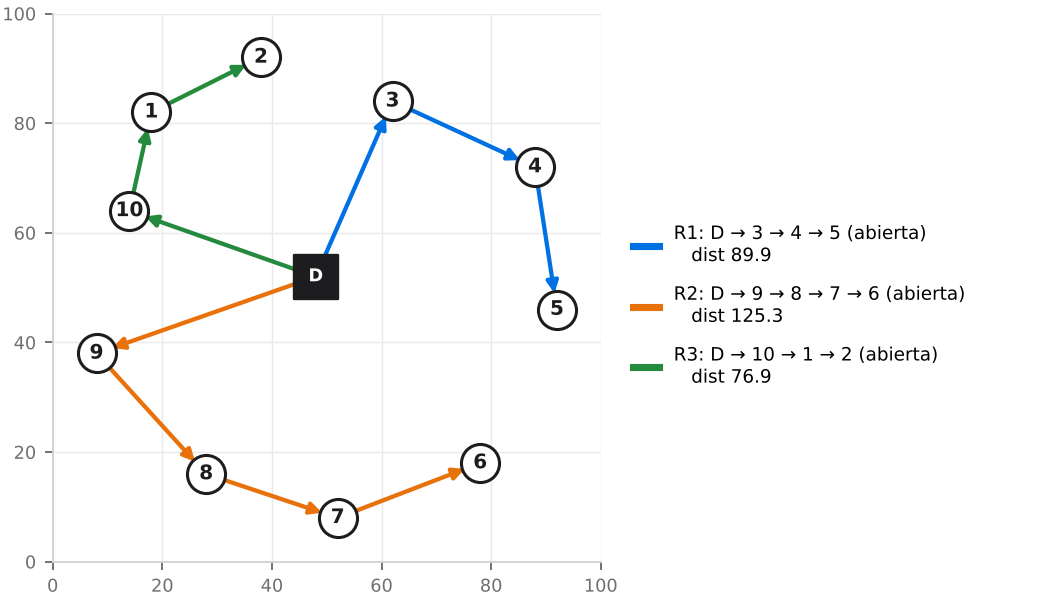 100
80
60
40
20
0
0 20 40 60 80 100
2
1
3
4
10
D
5
9
8
6
7
R1: D → 3 → 4 → 5 (abierta)
dist 89.9
R2: D → 9 → 8 → 7 → 6 (abierta)
dist 125.3
R3: D → 10 → 1 → 2 (abierta)
dist 76.9